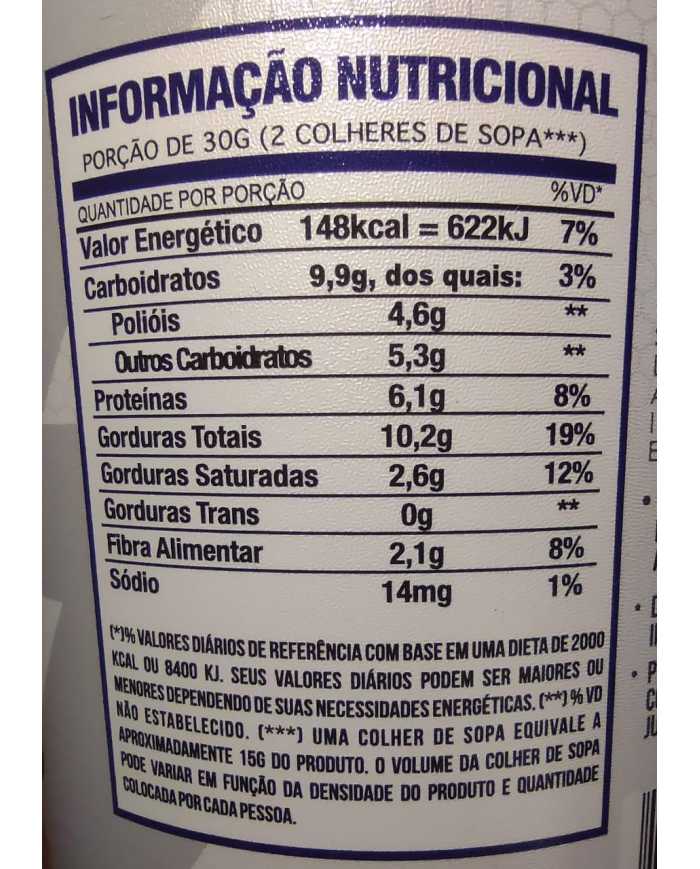 INFORMAÇÃO NUTRICIONAL
PORÇÃO DE 30G (2 COLHERES DE SOPA***)
QUANTIDADE POR PORÇÃO %VD*
Valor Energético 148kcal = 622kJ 7%
Carboidratos 9,9g, dos quais: 3%
Polióis 4,6g **
Outros Carboidratos 5,3g **
Proteínas 6,1g 8%
Gorduras Totais 10,2g 19%
Gorduras Saturadas 2,6g 12%
Gorduras Trans 0g **
Fibra Alimentar 2,1g 8%
Sódio 14mg 1%
(*)% VALORES DIÁRIOS DE REFERÊNCIA COM BASE EM UMA DIETA DE 2000
KCAL OU 8400 KJ. SEUS VALORES DIÁRIOS PODEM SER MAIORES OU
MENORES DEPENDENDO DE SUAS NECESSIDADES ENERGÉTICAS. (**) % VD
NÃO ESTABELECIDO. (***) UMA COLHER DE SOPA EQUIVALE A
APROXIMADAMENTE 15G DO PRODUTO. O VOLUME DA COLHER DE SOPA
PODE VARIAR EM FUNÇÃO DA DENSIDADE DO PRODUTO E QUANTIDADE
COLOCADA POR CADA PESSOA.